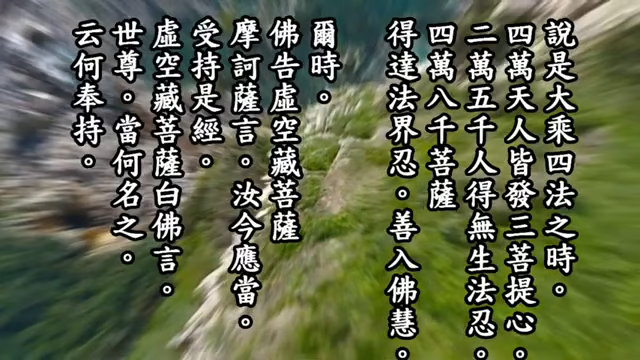 說是大乘四法之時。
四萬天人皆發三菩提心。
二萬五千人得無生法忍。
四萬八千菩薩
得達法界忍。善入佛慧。
爾時。
佛告虛空藏菩薩
摩訶薩言。汝今應當。
受持是經。
虛空藏菩薩白佛言。
世尊。當何名之。
云何奉持。